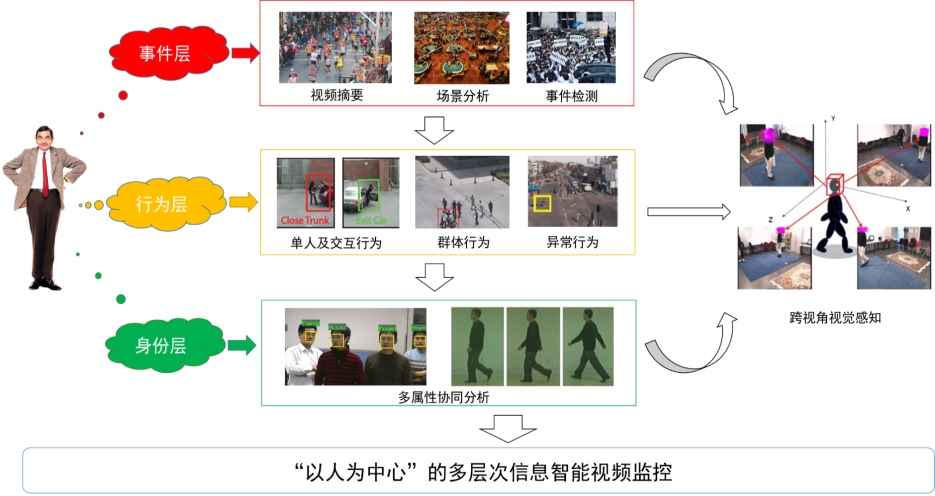 事件层
视频摘要
场景分析
事件检测
行为层
Close Trunk
Exit Car
单人及交互行为
群体行为
异常行为
Y
X
Z
跨视角视觉感知
身份层
多属性协同分析
“以人为中心”的多层次信息智能视频监控